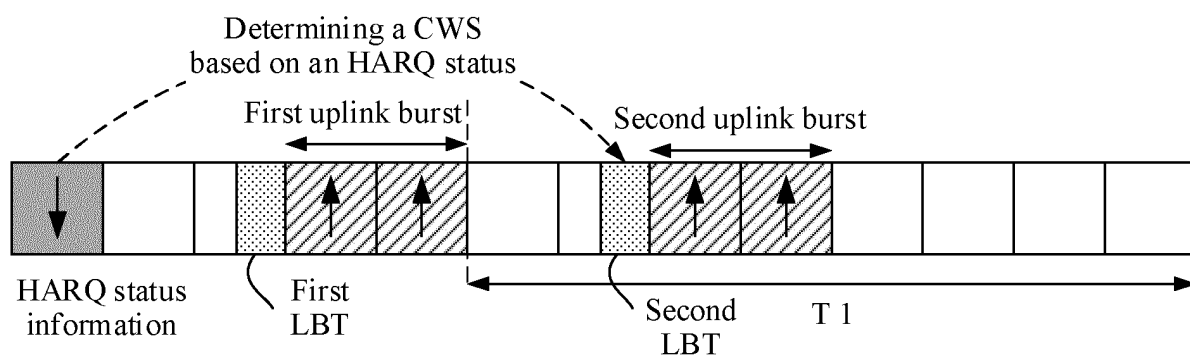 Determining a CWS
based on an HARQ status
First uplink burst
Second uplink burst
HARQ status
information
First
LBT
Second
LBT
T 1